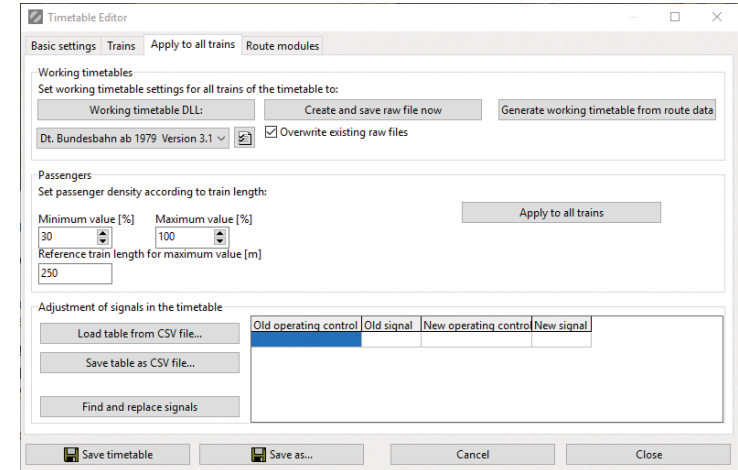 Timetable Editor
Basic settings Trains Apply to all trains Route modules
Working timetables
Set working timetable settings for all trains of the timetable to:
Working timetable DLL: Create and save raw file now Generate working timetable from route data
Dt. Bundesbahn ab 1979 Version 3.1 Overwrite existing raw files
Passengers
Set passenger density according to train length:
Minimum value [%] Maximum value [%] Apply to all trains
30 100
Reference train length for maximum value [m]
250
Adjustment of signals in the timetable
Load table from CSV file... Old operating control Old signal New operating control New signal
Save table as CSV file...
Find and replace signals
Save timetable Save as... Cancel Close